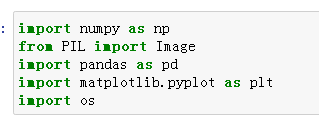 :
import numpy as np
from PIL import Image
import pandas as pd
import matplotlib.pyplot as plt
import os